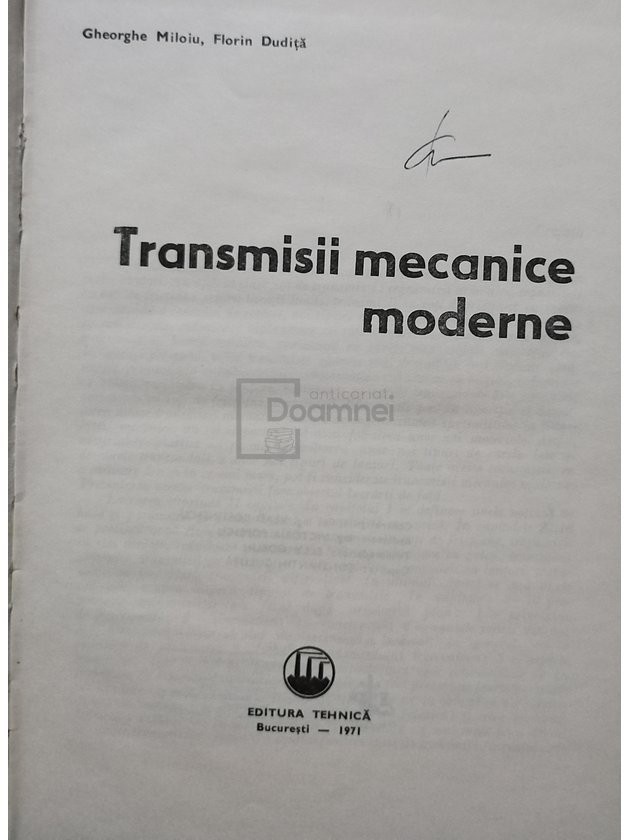 Gheorghe Miloiu, Florin Dudiță
Transmisii mecanice
moderne
anticariat
Doamnei
EDITURA TEHNICĂ
București — 1971